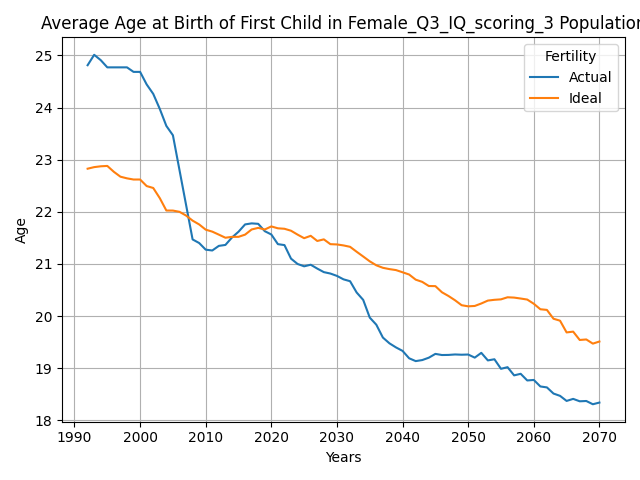 Average Age at Birth of First Child in Female_Q3_IQ_scoring_3 Population
Fertility
Actual
Ideal
Age
25
24
23
22
21
20
19
18
1990 2000 2010 2020 2030 2040 2050 2060 2070
Years